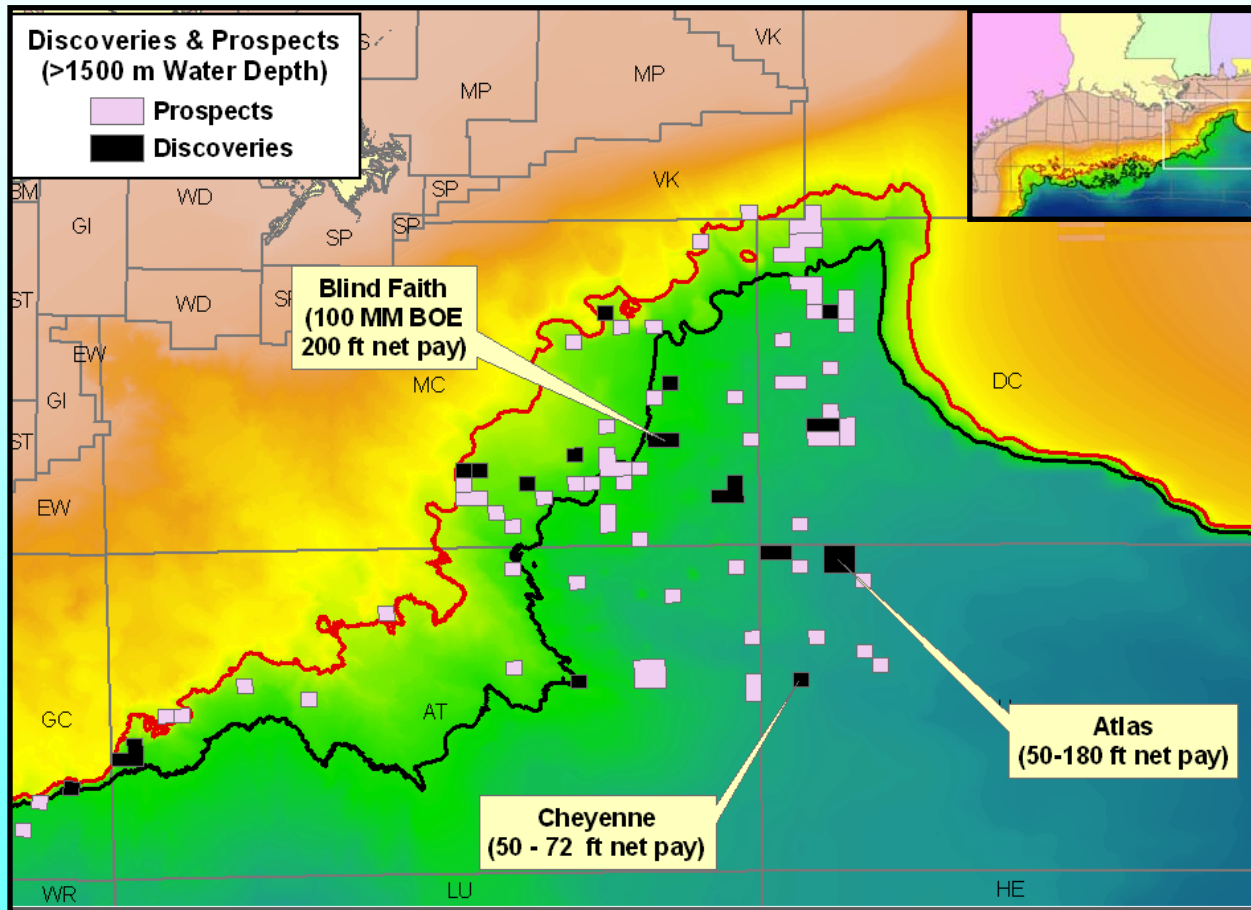 Discoveries & Prospects
(>1500 m Water Depth)
Prospects
Discoveries
VK
MP
MP
VK
BM
WD
SP
GI
SP
SP
ST
WD
Blind Faith
(100 MM BOE
200 ft net pay)
EW
MC
DC
GI
ST
EW
GC
AT
Atlas
(50-180 ft net pay)
Cheyenne
(50 - 72 ft net pay)
WR
LU
HE